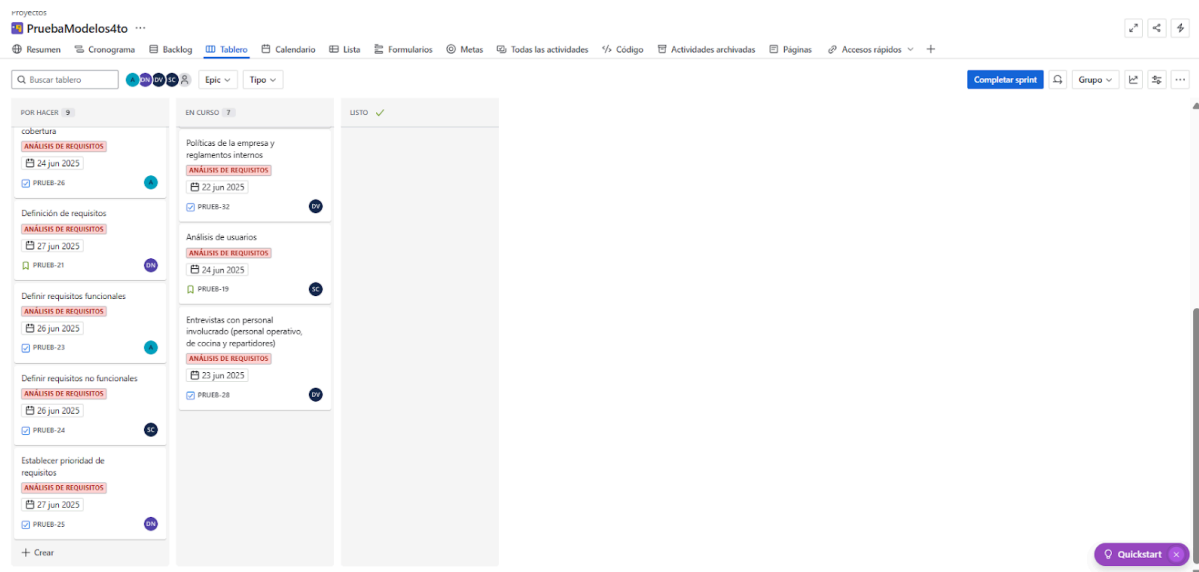 Proyectos
PruebaModelos4to ...
Resumen Cronograma Backlog Tablero Calendario Lista Formularios Metas Todas las actividades Código Actividades archivadas Páginas Accesos rápidos
Buscar tablero A DN DV SC Epic Tipo Completar sprint Grupo
POR HACER 9
cobertura
ANÁLISIS DE REQUISITOS
24 jun 2025
PRUEB-26 A
Definición de requisitos
ANÁLISIS DE REQUISITOS
27 jun 2025
PRUEB-21 DN
Definir requisitos funcionales
ANÁLISIS DE REQUISITOS
26 jun 2025
PRUEB-23 A
Definir requisitos no funcionales
ANÁLISIS DE REQUISITOS
26 jun 2025
PRUEB-24 SC
Establecer prioridad de
requisitos
ANÁLISIS DE REQUISITOS
27 jun 2025
PRUEB-25 DN
Crear
EN CURSO 7
Políticas de la empresa y
reglamentos internos
ANÁLISIS DE REQUISITOS
22 jun 2025
PRUEB-32 DV
Análisis de usuarios
ANÁLISIS DE REQUISITOS
24 jun 2025
PRUEB-19 SC
Entrevistas con personal
involucrado (personal operativo,
de cocina y repartidores)
ANÁLISIS DE REQUISITOS
23 jun 2025
PRUEB-28 DV
LISTO
Quickstart